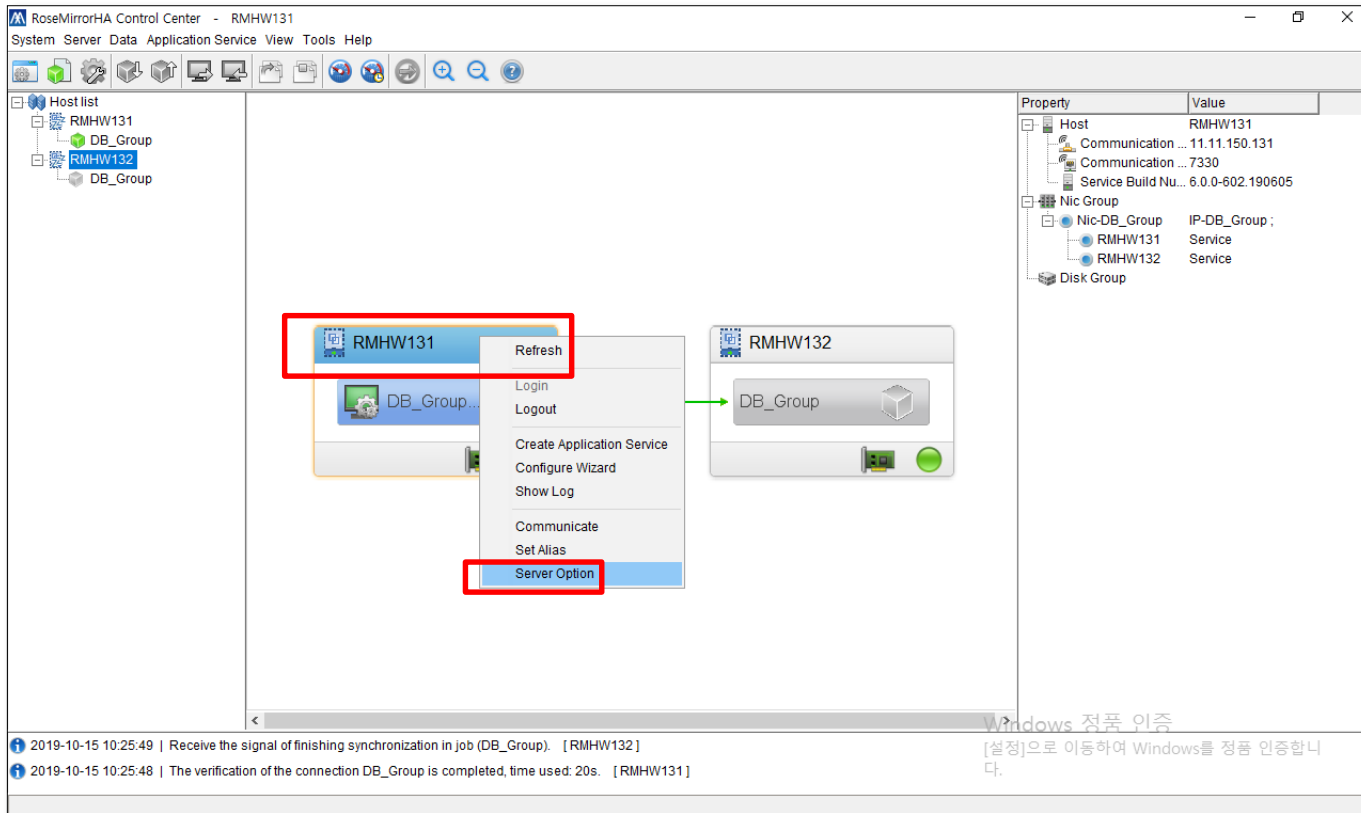 RoseMirrorHA Control Center - RMHW131
System Server Data Application Service View Tools Help
Host list
RMHW131
DB_Group
RMHW132
DB_Group
RMHW131
DB_Group...
Refresh
Login
Logout
Create Application Service
Configure Wizard
Show Log
Communicate
Set Alias
Server Option
RMHW132
DB_Group
Property Value
Host RMHW131
Communication ... 11.11.150.131
Communication ... 7330
Service Build Nu... 6.0.0-602.190605
Nic Group
Nic-DB_Group IP-DB_Group ;
RMHW131 Service
RMHW132 Service
Disk Group
2019-10-15 10:25:49 | Receive the signal of finishing synchronization in job (DB_Group). [ RMHW132 ]
2019-10-15 10:25:48 | The verification of the connection DB_Group is completed, time used: 20s. [ RMHW131 ]
Windows 정품 인증
[설정]으로 이동하여 Windows를 정품 인증합니
다.